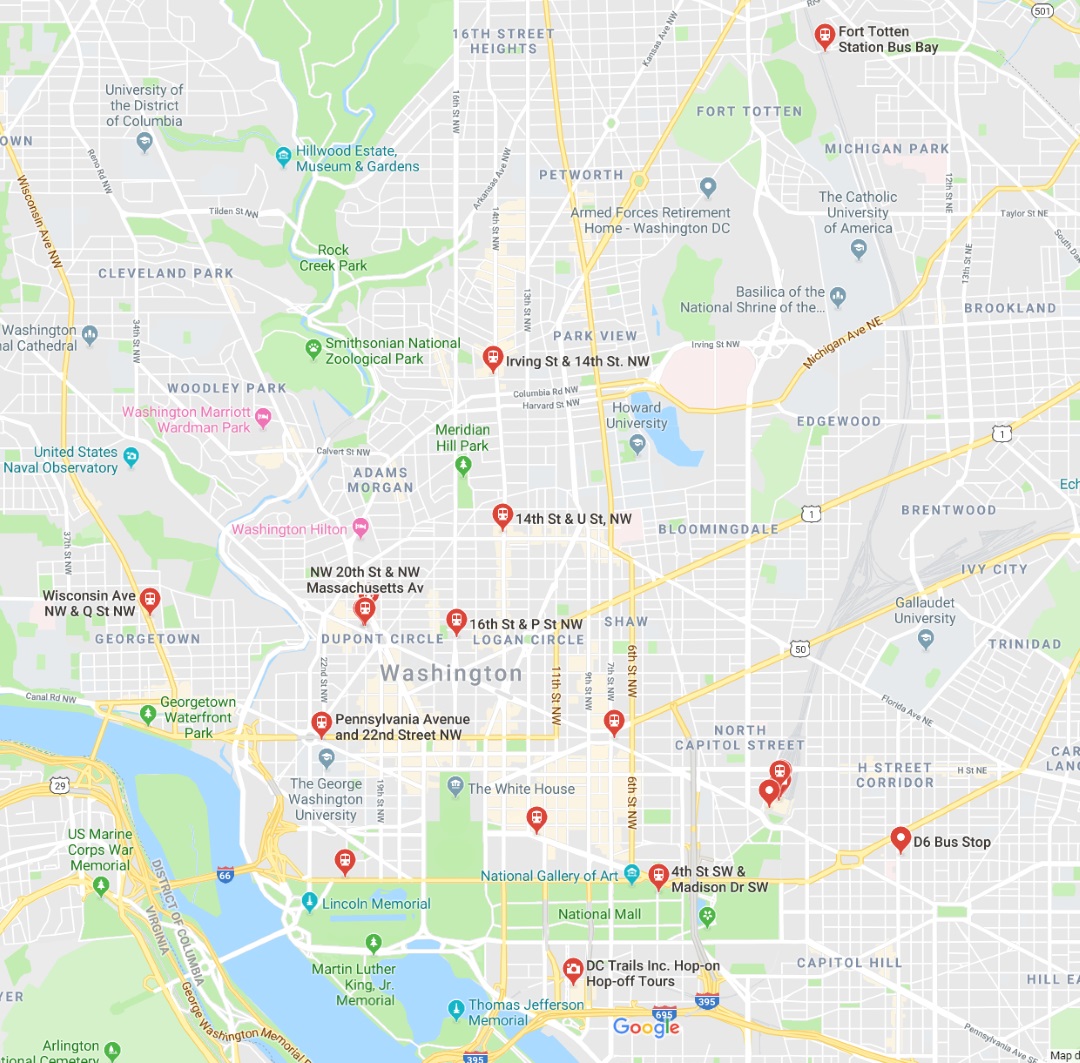 501
16TH STREET
HEIGHTS
Kansas Ave NW
Fort Totten
Station Bus Bay
University of
the District
of Columbia
16th St NW
FORT TOTTEN
OWN
Reno Rd NW
Hillwood Estate,
Museum & Gardens
Arkansas Ave NW
PETWORTH
MICHIGAN PARK
12th St NE
Wisconsin Ave NW
Tilden St NW
14th St NW
Armed Forces Retirement
Home - Washington DC
The Catholic
University
of America
Taylor St NE
South Da
Rock
Creek Park
CLEVELAND PARK
13th St NW
Basilica of the
National Shrine of the...
13th St NE
BROOKLAND
Washington
nal Cathedral
34th St NW
Smithsonian National
Zoological Park
PARK VIEW
Irving St NW
Michigan Ave NE
Irving St & 14th St. NW
WOODLEY PARK
Columbia Rd NW
Harvard St NW
Washington Marriott
Wardman Park
Howard
University
EDGEWOOD
1
Meridian
Hill Park
United States
Naval Observatory
Calvert St NW
ADAMS
MORGAN
Ech
37th St NW
Washington Hilton
14th St & U St, NW
BLOOMINGDALE
1
BRENTWOOD
NW 20th St & NW
Massachusetts Av
IVY CITY
Wisconsin Ave
NW & Q St NW
Gallaudet
University
GEORGETOWN
DUPONT CIRCLE
16th St & P St NW
LOGAN CIRCLE
SHAW
50
TRINIDAD
Washington
22nd St NW
11th St NW
9th St NW
7th St NW
6th St NW
Canal Rd NW
Georgetown
Waterfront
Park
Florida Ave NE
Pennsylvania Avenue
and 22nd Street NW
NORTH
CAPITOL STREET
CAR
LANG
29
The George
Washington
University
19th St NW
The White House
6th St NW
H STREET
CORRIDOR
H St NE
US Marine
Corps War
Memorial
D6 Bus Stop
66
National Gallery of Art
4th St SW &
Madison Dr SW
DISTRICT OF COLUMBIA
VIRGINIA
Lincoln Memorial
National Mall
Martin Luther
King, Jr.
Memorial
DC Trails Inc. Hop-on
Hop-off Tours
CAPITOL HILL
HILL EA
YER
George Washington Memorial P
Thomas Jefferson
Memorial
395
695
Google
Arlington
tional Cemetery
395
Pennsylvania Ave SE
Map d